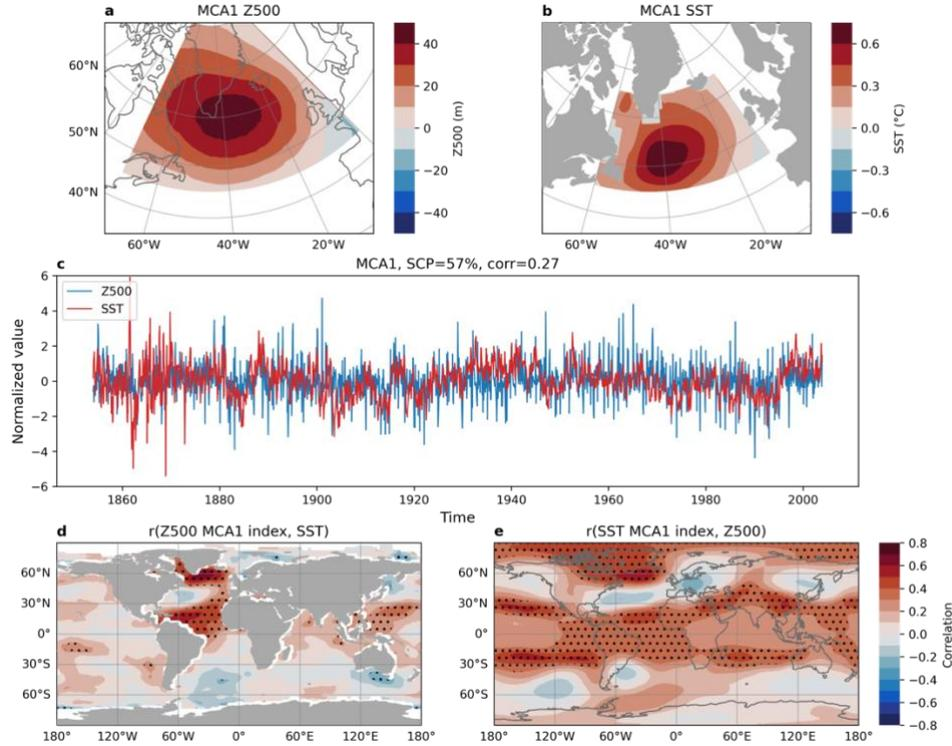 a MCA1 Z500
60°N
50°N
40°N
60°W 40°W 20°W
40
20
0
−20
−40
Z500 (m)
b MCA1 SST
60°W 40°W 20°W
0.6
0.3
0.0
−0.3
−0.6
SST (°C)
c MCA1, SCP=57%, corr=0.27
Z500
SST
Normalized value
6
4
2
0
−2
−4
−6
1860 1880 1900 1920 1940 1960 1980 2000
Time
d r(Z500 MCA1 index, SST)
60°N
30°N
0°
30°S
60°S
180° 120°W 60°W 0° 60°E 120°E 180°
e r(SST MCA1 index, Z500)
60°N
30°N
0°
30°S
60°S
180° 120°W 60°W 0° 60°E 120°E 180°
0.8
0.6
0.4
0.2
0.0
−0.2
−0.4
−0.6
−0.8
Correlation